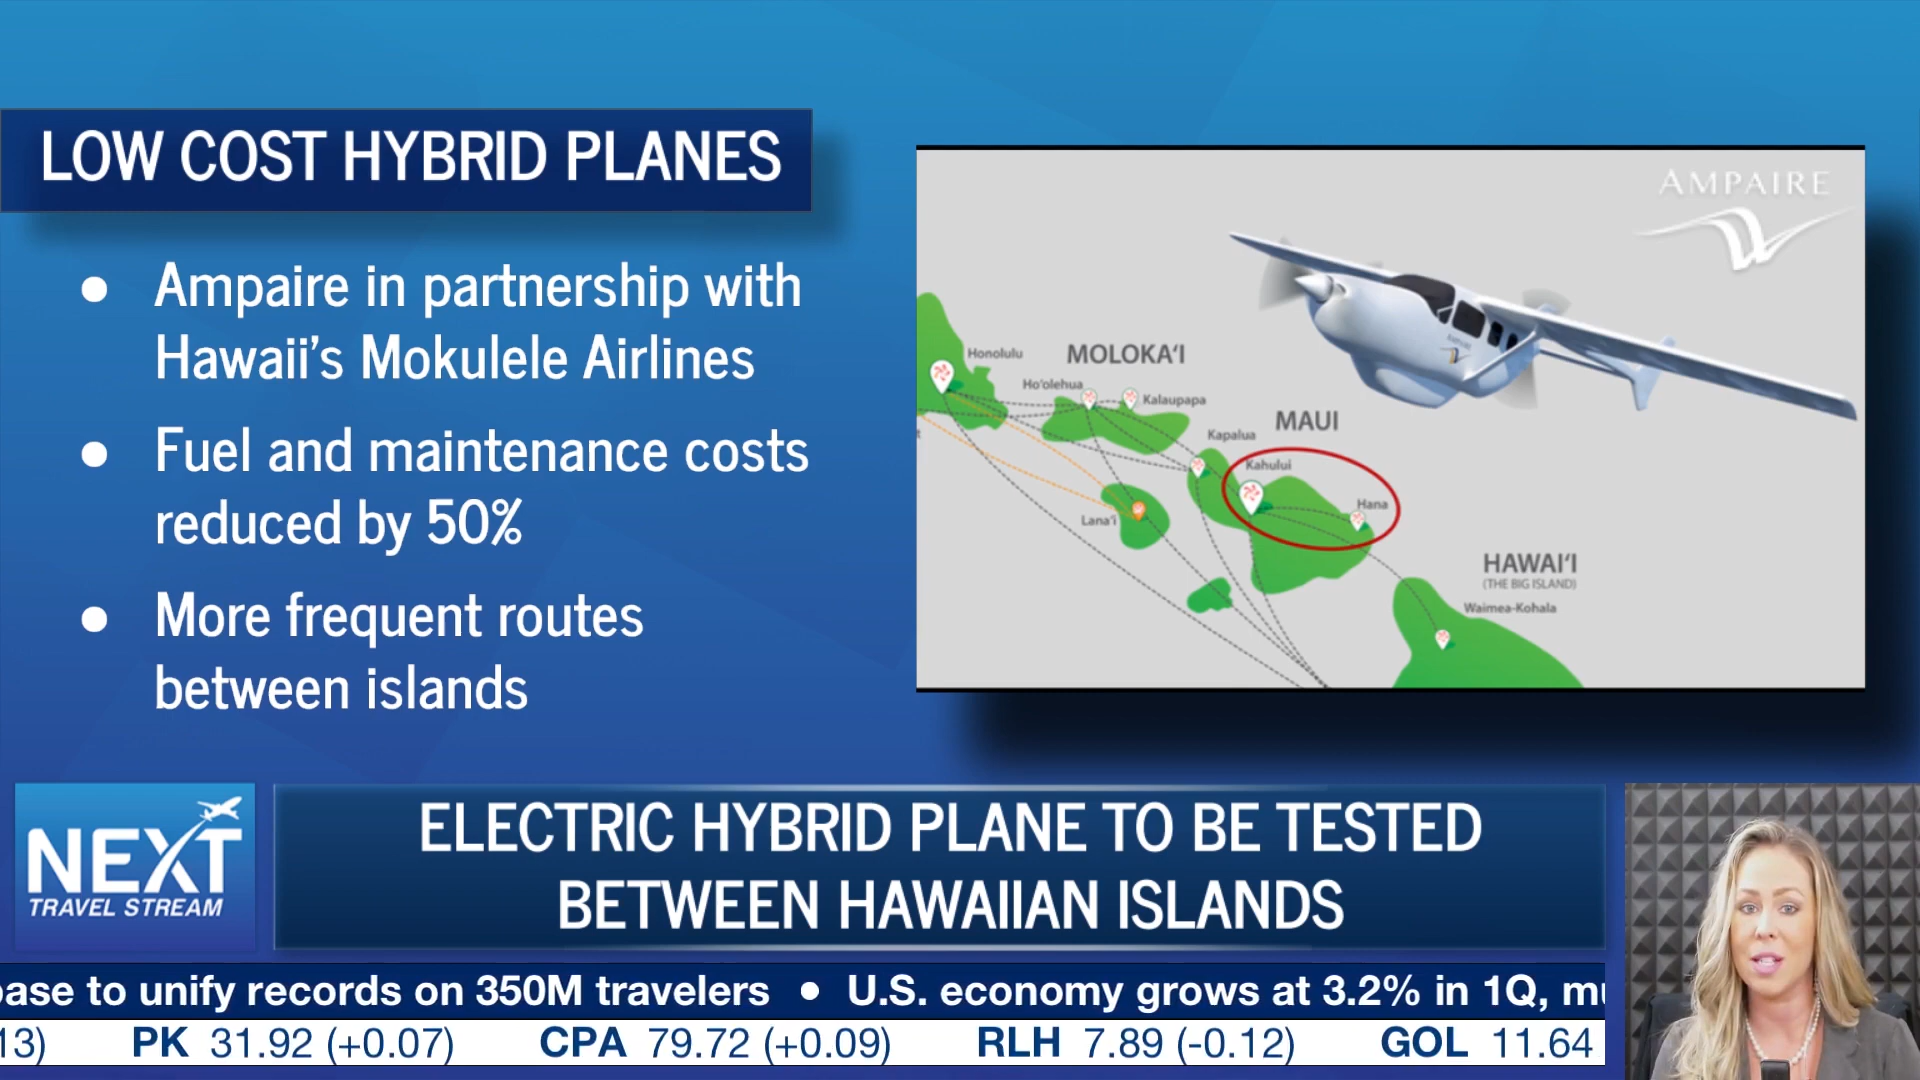 LOW COST HYBRID PLANES
● Ampaire in partnership with
Hawaii’s Mokulele Airlines
● Fuel and maintenance costs
reduced by 50%
● More frequent routes
between islands
AMPAIRE
Honolulu
MOLOKA‘I
Ho‘olehua
Kalaupapa
MAUI
Kapalua
Kahului
Hana
Lana‘i
HAWAI‘I
(THE BIG ISLAND)
Waimea-Kohala
NEXT
TRAVEL STREAM
ELECTRIC HYBRID PLANE TO BE TESTED
BETWEEN HAWAIIAN ISLANDS
ase to unify records on 350M travelers ● U.S. economy grows at 3.2% in 1Q, mu
13) PK 31.92 (+0.07) CPA 79.72 (+0.09) RLH 7.89 (-0.12) GOL 11.64